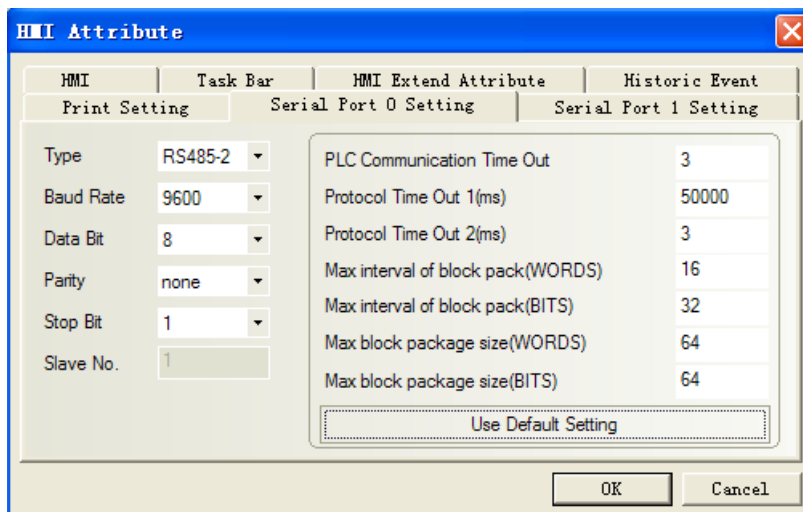 HMI Attribute
HMI Task Bar HMI Extend Attribute Historic Event
Print Setting Serial Port 0 Setting Serial Port 1 Setting
Type RS485-2
Baud Rate 9600
Data Bit 8
Parity none
Stop Bit 1
Slave No. 1
PLC Communication Time Out 3
Protocol Time Out 1(ms) 50000
Protocol Time Out 2(ms) 3
Max interval of block pack(WORDS) 16
Max interval of block pack(BITS) 32
Max block package size(WORDS) 64
Max block package size(BITS) 64
Use Default Setting
OK Cancel